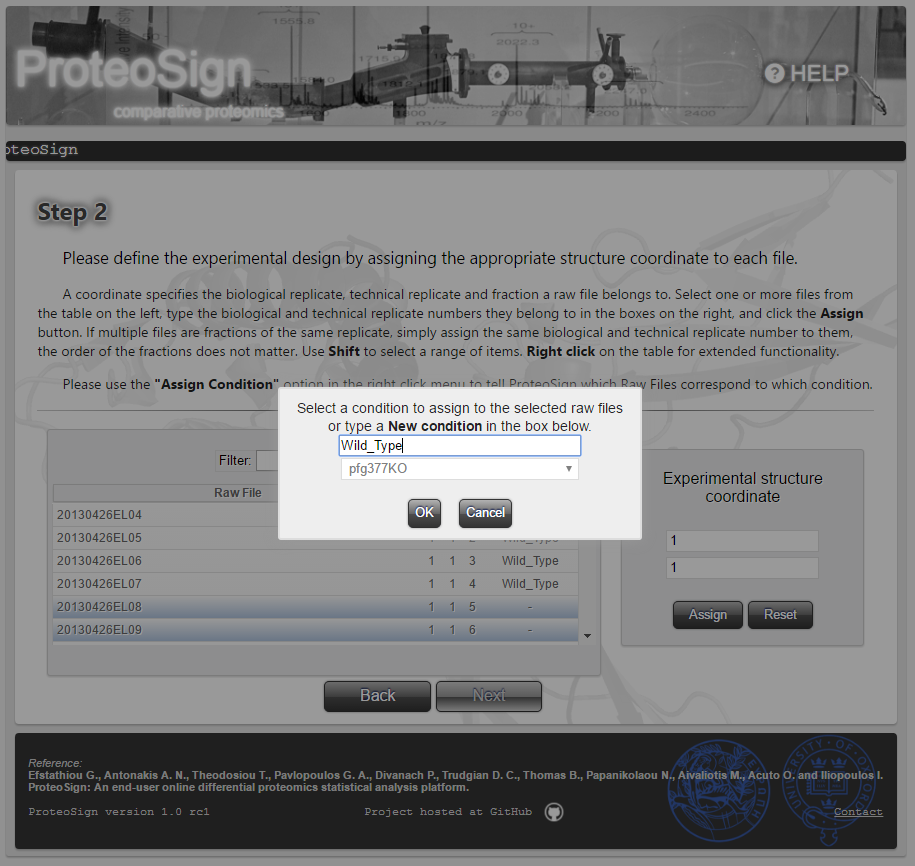 ProteoSign
comparative proteomics
? HELP
oteoSign
Step 2
Please define the experimental design by assigning the appropriate structure coordinate to each file.
A coordinate specifies the biological replicate, technical replicate and fraction a raw file belongs to. Select one or more files from
the table on the left, type the biological and technical replicate numbers they belong to in the boxes on the right, and click the Assign
button. If multiple files are fractions of the same replicate, simply assign the same biological and technical replicate number to them,
the order of the fractions does not matter. Use Shift to select a range of items. Right click on the table for extended functionality.
Please use the "Assign Condition" option in the right click menu to tell ProteoSign which Raw Files correspond to which condition.
Select a condition to assign to the selected raw files
or type a New condition in the box below.
Wild_Type
pfg377KO
OK Cancel
Filter:
Raw File
20130426EL04
20130426EL05
20130426EL06 1 1 3 Wild_Type
20130426EL07 1 1 4 Wild_Type
20130426EL08 1 1 5 -
20130426EL09 1 1 6 -
Experimental structure
coordinate
1
1
Assign Reset
Back Next
Reference:
Efstathiou G., Antonakis A. N., Theodosiou T., Pavlopoulos G. A., Divanach P., Trudgian D. C., Thomas B., Papanikolaou N., Aivaliotis M., Acuto O. and Iliopoulos I.
ProteoSign: An end-user online differential proteomics statistical analysis platform.
ProteoSign version 1.0 rc1 Project hosted at GitHub Contact